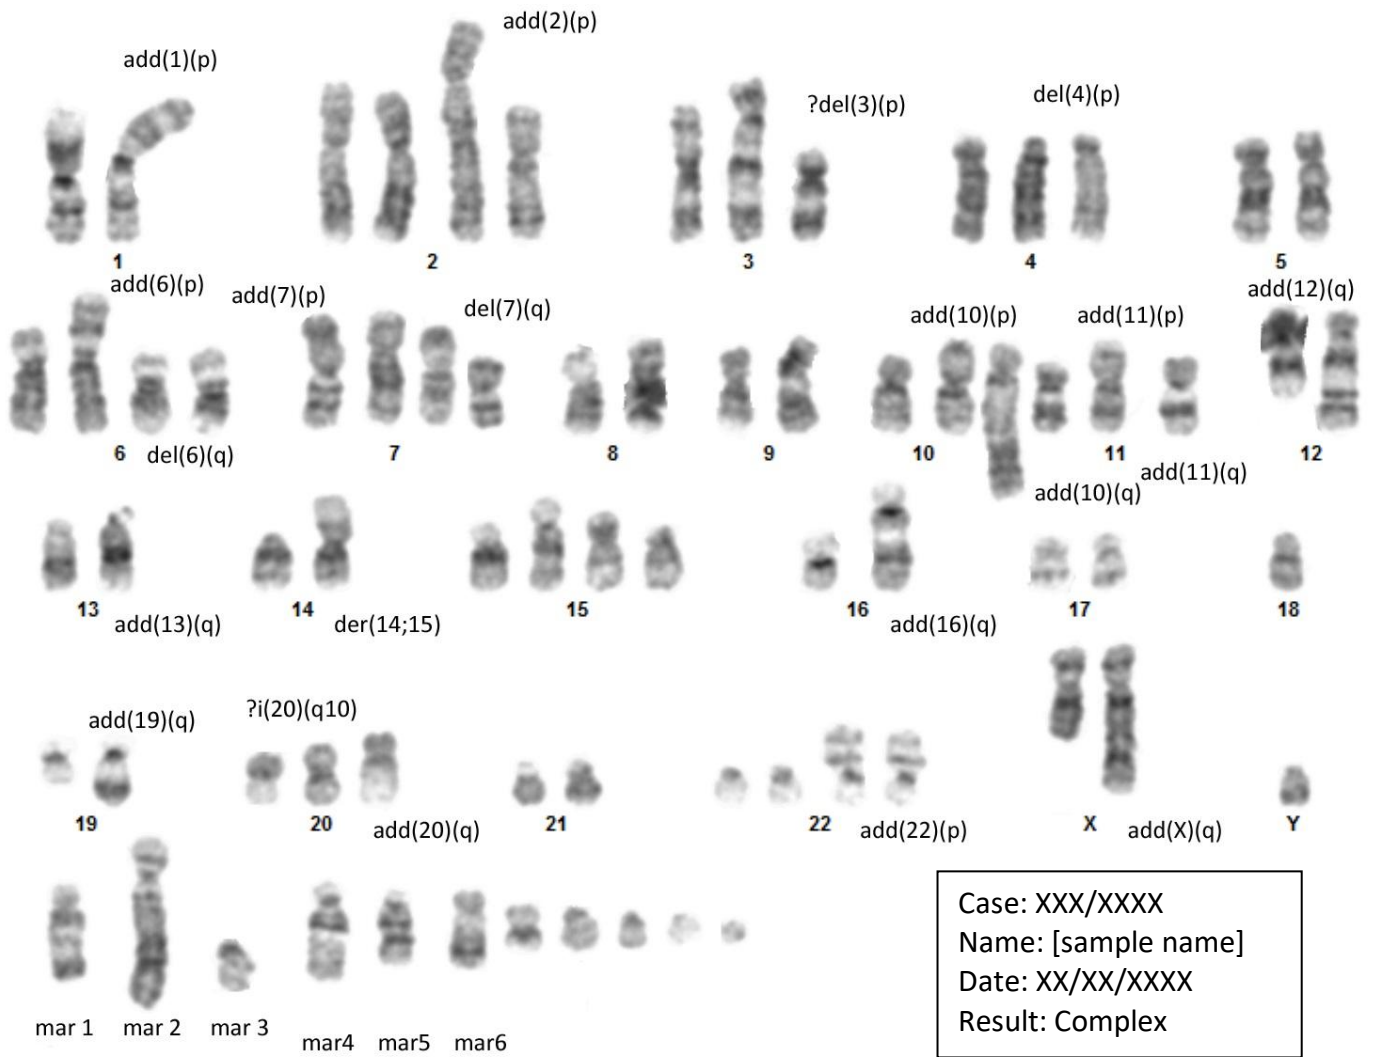 add(1)(p)
add(2)(p)
?del(3)(p)
del(4)(p)
1
2
3
4
5
add(6)(p)
add(7)(p)
del(7)(q)
add(10)(p)
add(11)(p)
add(12)(q)
6
del(6)(q)
7
8
9
10
11
12
add(10)(q)
add(11)(q)
13
14
15
16
17
18
add(13)(q)
der(14;15)
add(16)(q)
add(19)(q)
?i(20)(q10)
19
20
21
22
X
Y
add(20)(q)
add(22)(p)
add(X)(q)
mar 1
mar 2
mar 3
mar4
mar5
mar6
Case: XXX/XXXX
Name: [sample name]
Date: XX/XX/XXXX
Result: Complex